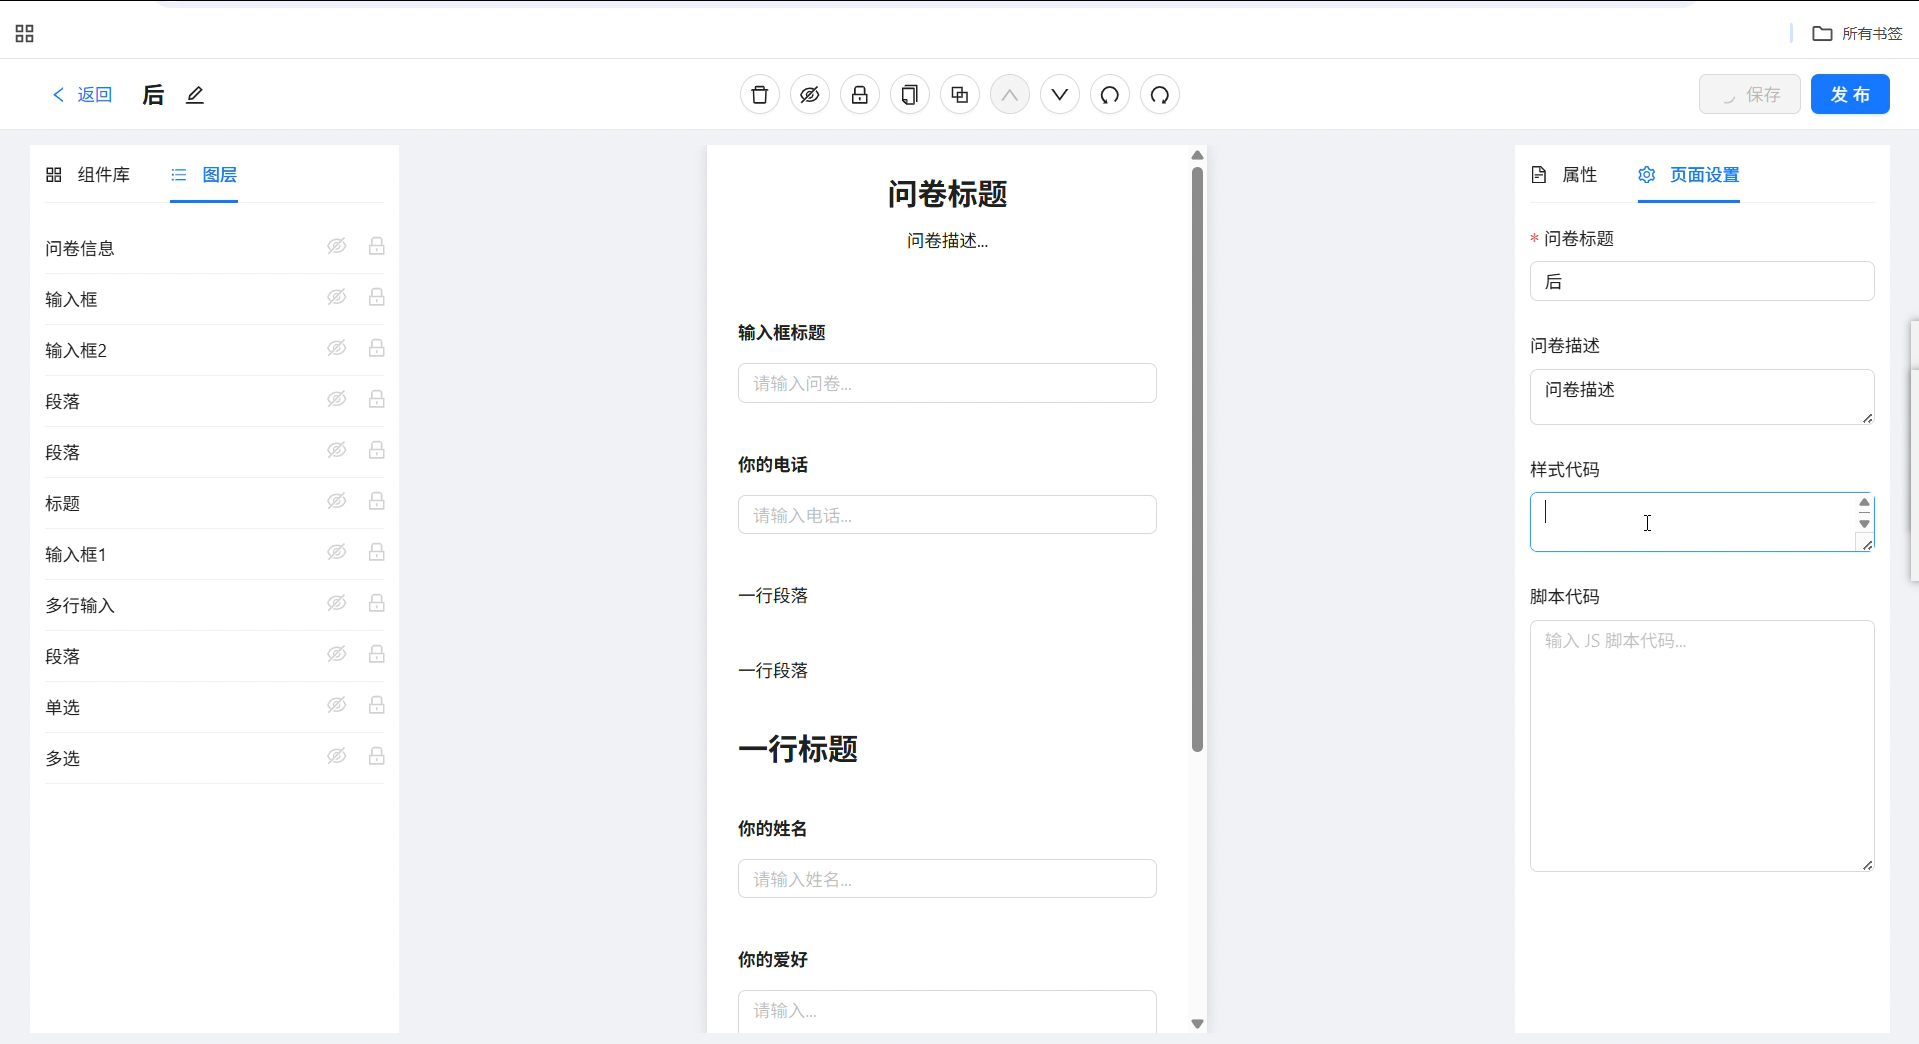 所有书签
返回
后
保存
发 布
组件库
图层
问卷信息
输入框
输入框2
段落
段落
标题
输入框1
多行输入
段落
单选
多选
问卷标题
问卷描述...
输入框标题
请输入问卷...
你的电话
请输入电话...
一行段落
一行段落
一行标题
你的姓名
请输入姓名...
你的爱好
请输入...
属性
页面设置
* 问卷标题
后
问卷描述
问卷描述
样式代码
脚本代码
输入 JS 脚本代码...